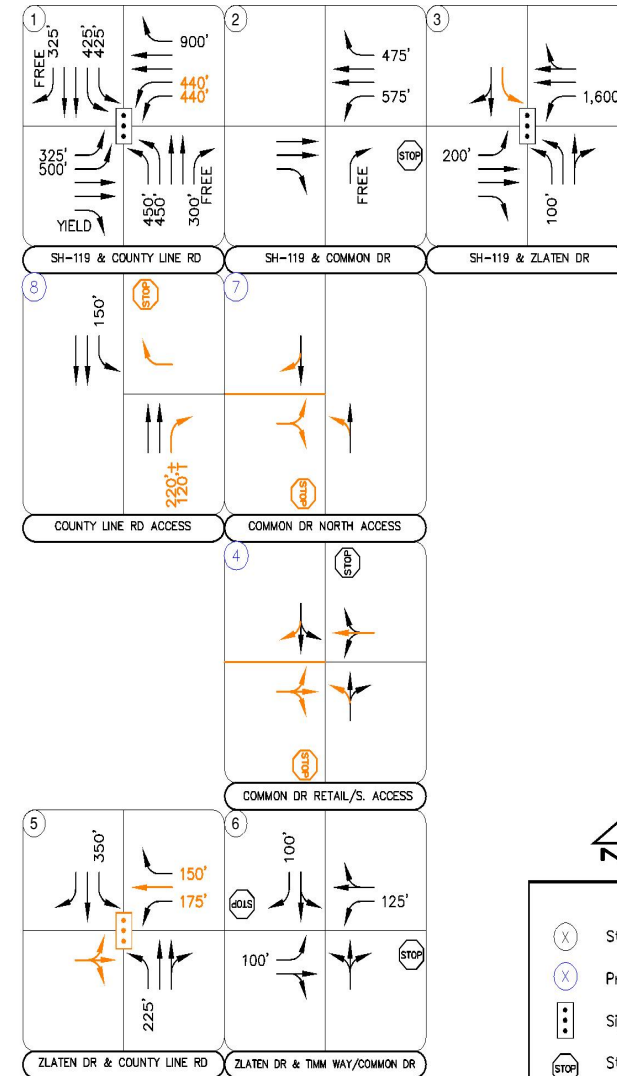 1
FREE
325'
425'
425'
900'
440'
440'
325'
500'
YIELD
450'
450'
300'
FREE
SH-119 & COUNTY LINE RD
2
475'
575'
FREE
STOP
SH-119 & COMMON DR
3
1,600
200'
100'
SH-119 & ZLATEN DR
8
150'
STOP
220'±
120'±
COUNTY LINE RD ACCESS
7
STOP
COMMON DR NORTH ACCESS
4
STOP
STOP
COMMON DR RETAIL/S. ACCESS
5
350'
150'
175'
225'
ZLATEN DR & COUNTY LINE RD
6
100'
STOP
125'
100'
STOP
ZLATEN DR & TIMM WAY/COMMON DR
Z
X St
X Pr
Si
STOP St